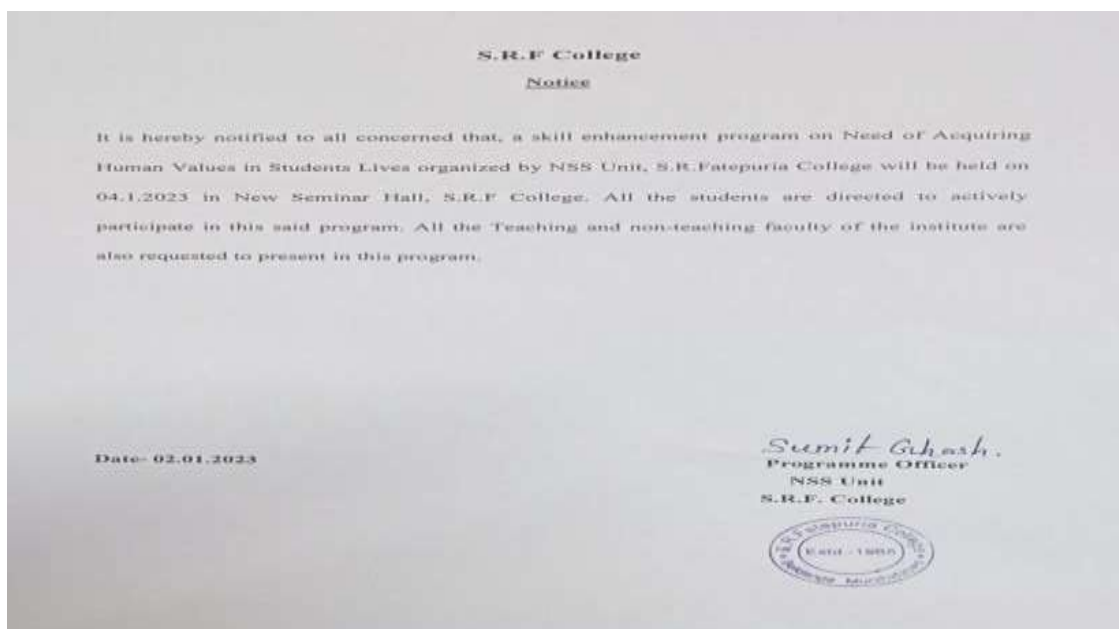 S.R.F College
Notice
It is hereby notified to all concerned that, a skill enhancement program on Need of Acquiring
Human Values in Students Lives organized by NSS Unit, S.R.Fatepuria College will be held on
04.1.2023 in New Seminar Hall, S.R.F College. All the students are directed to actively
participate in this said program. All the Teaching and non-teaching faculty of the institute are
also requested to present in this program.
Date- 02.01.2023
Sumit Ghosh.
Programme Officer
NSS Unit
S.R.F. College
S.R.Fatepuria College
Estd -